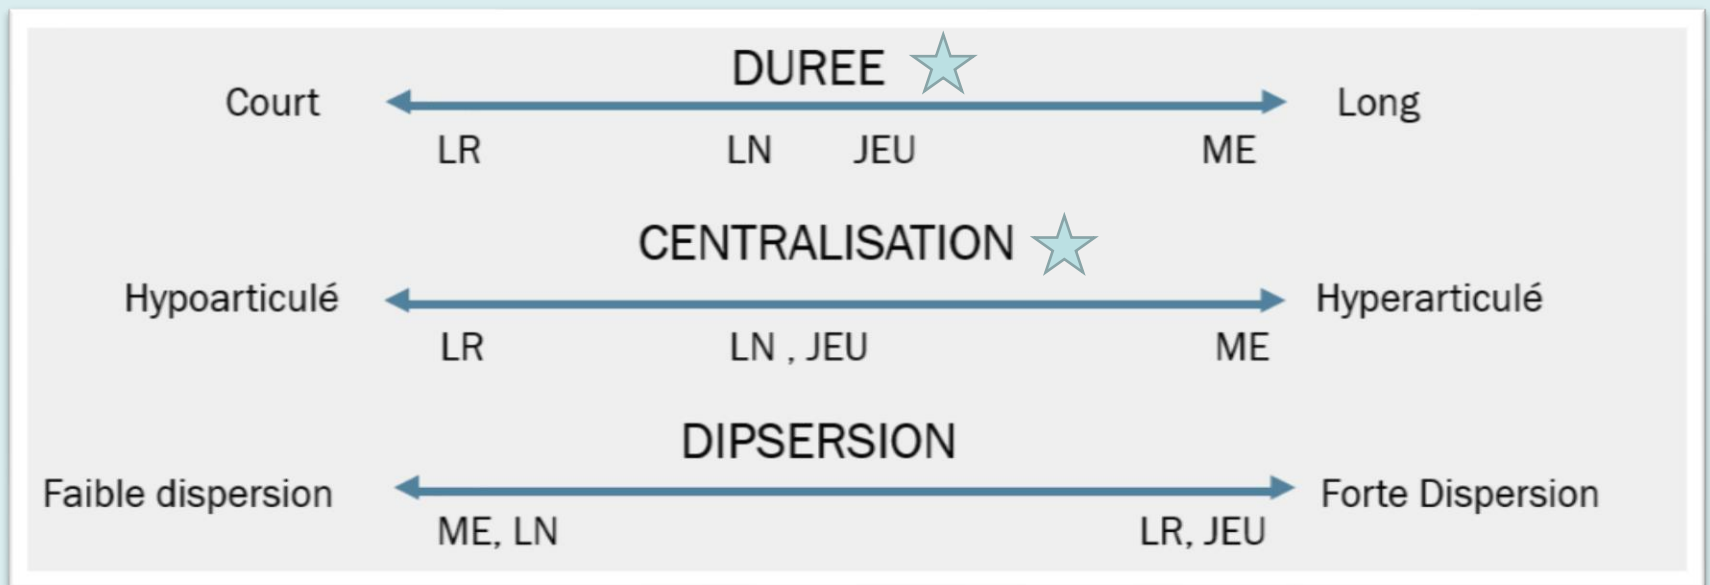 DUREE
Court Long
LR LN JEU ME
CENTRALISATION
Hypoarticulé Hyperarticulé
LR LN , JEU ME
DIPSERSION
Faible dispersion Forte Dispersion
ME, LN LR, JEU